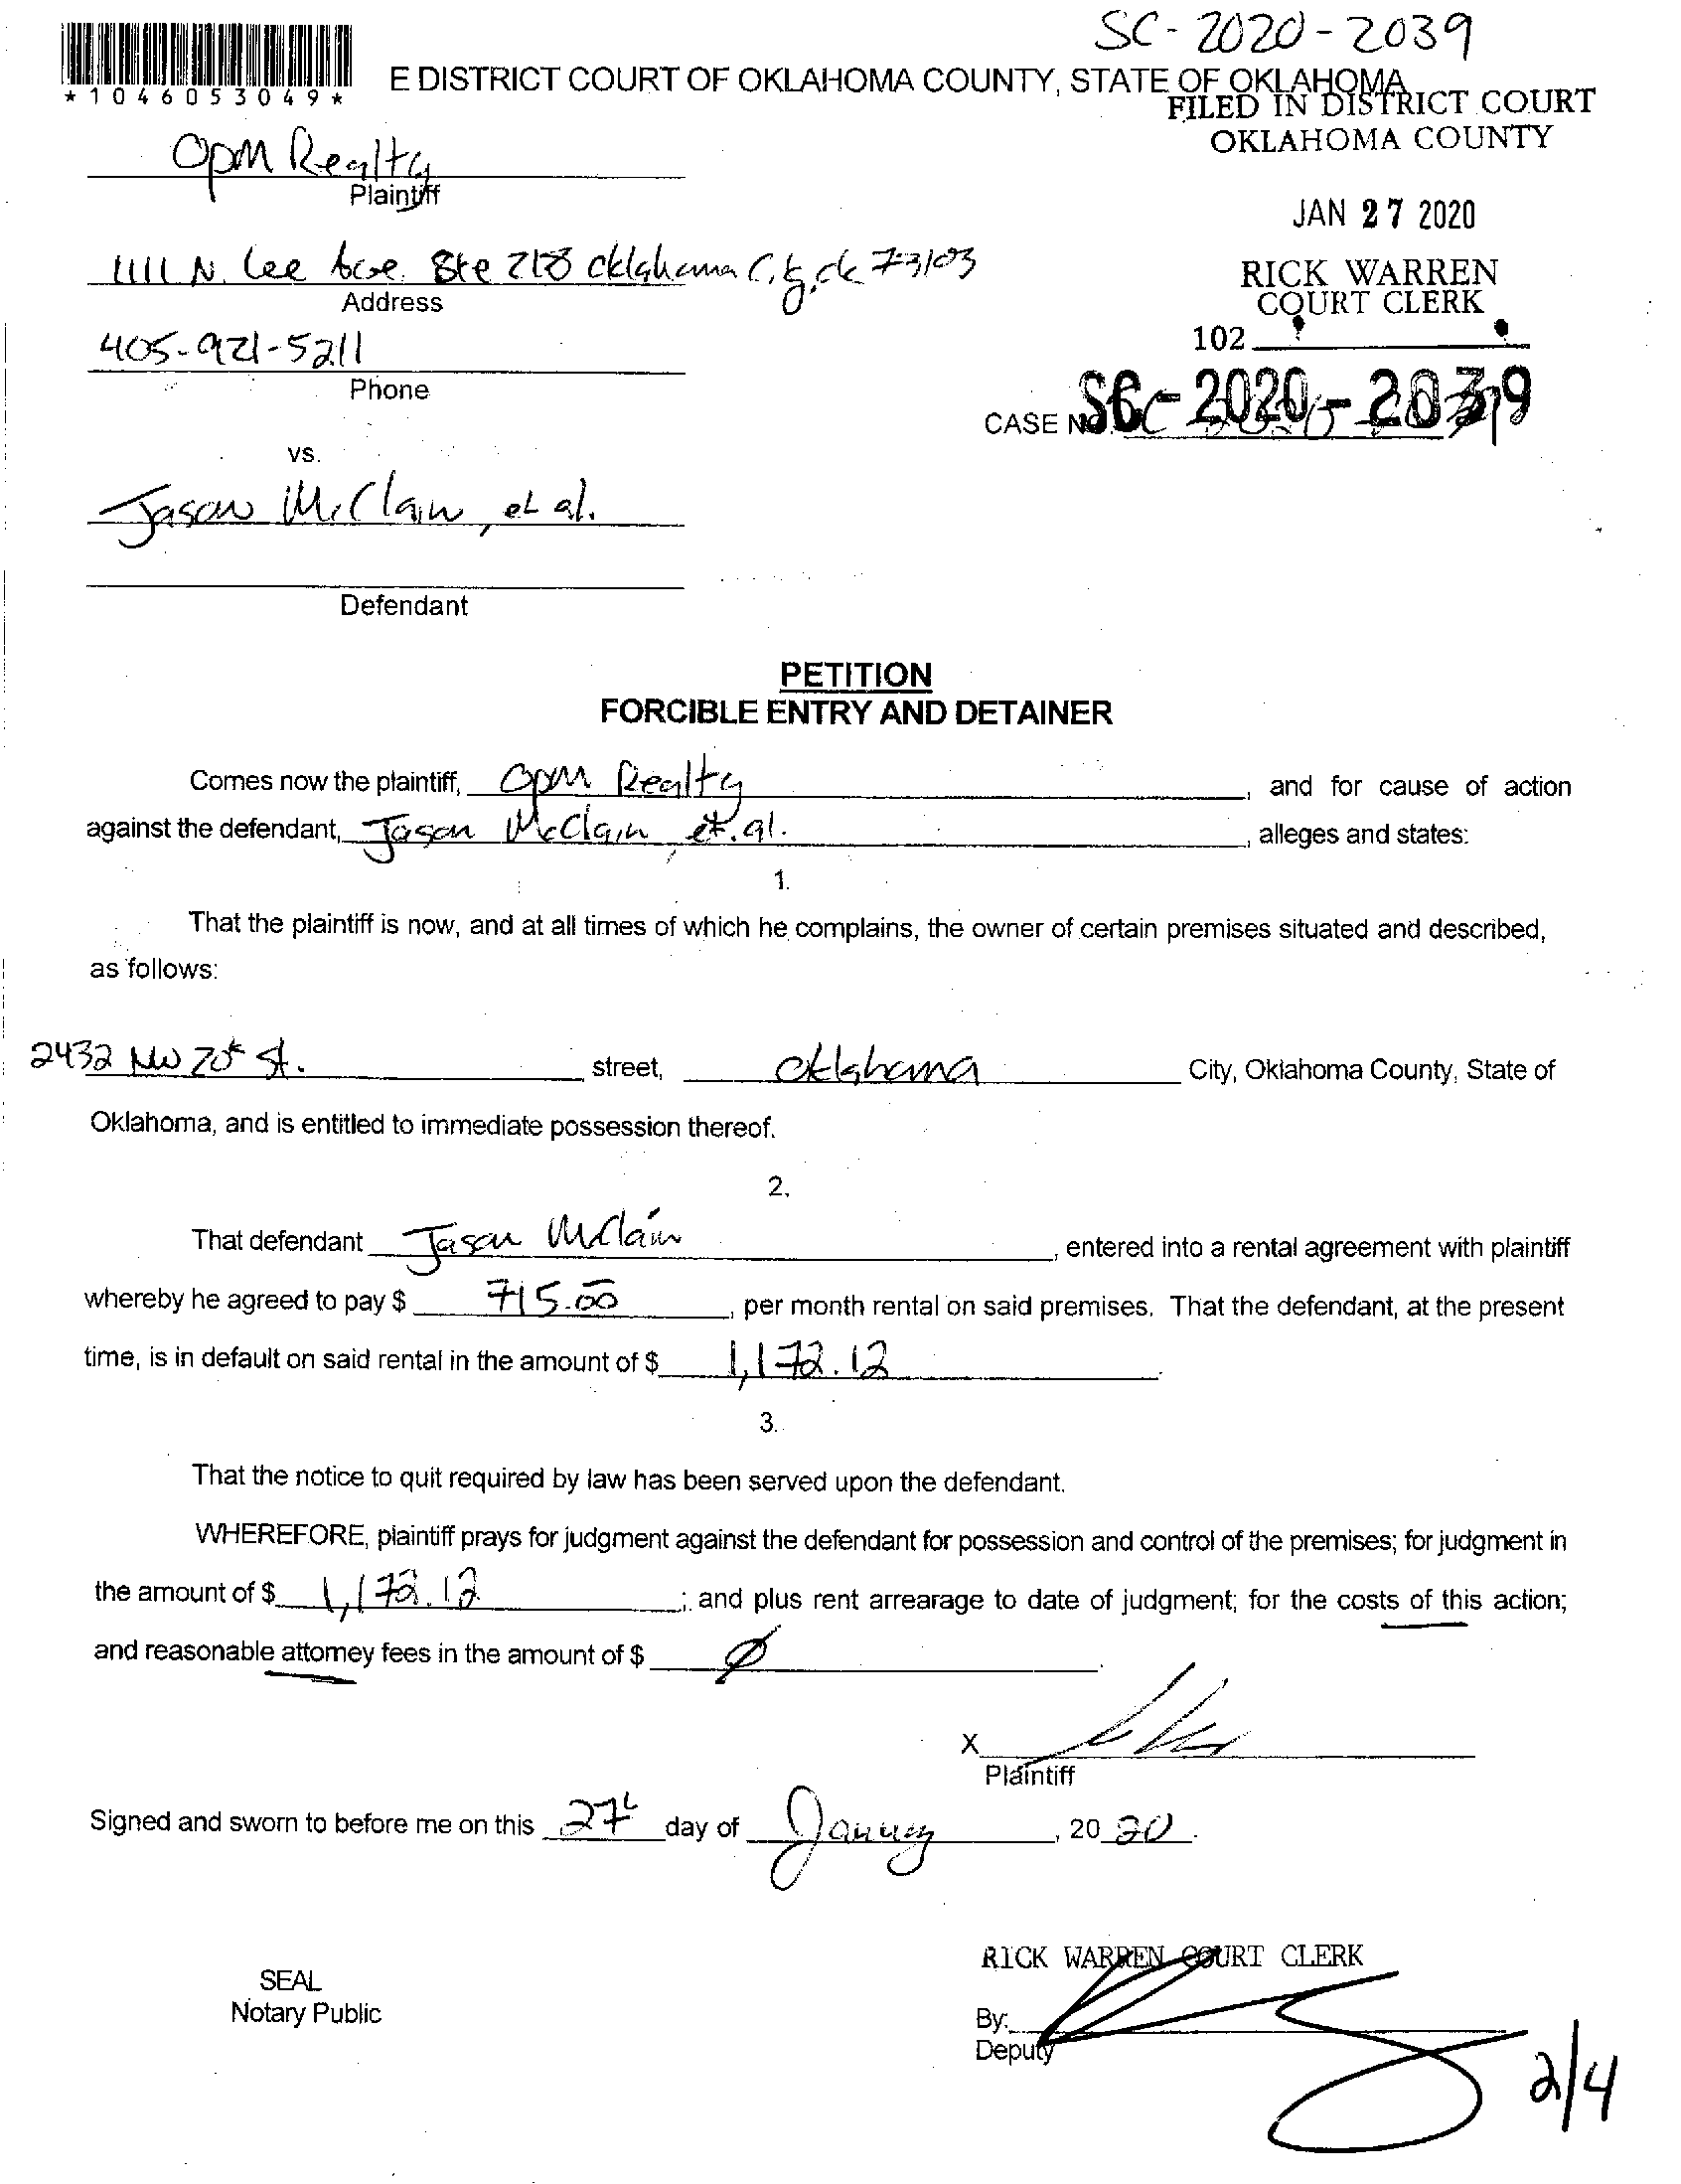 SC-2020-2039
*1046053049*
E DISTRICT COURT OF OKLAHOMA COUNTY, STATE OF OKLAHOMA
FILED IN DISTRICT COURT
OKLAHOMA COUNTY
OPM Realty
Plaintiff
JAN 27 2020
1111 N. Lee Ave. Ste 218 Oklahoma City, ok 73103
Address
RICK WARREN
COURT CLERK
405-921-5211
Phone
102
CASE NO. SC-2020-2039
vs.
Jason McClain, et al.
Defendant
PETITION
FORCIBLE ENTRY AND DETAINER
Comes now the plaintiff, OPM Realty, and for cause of action
against the defendant, Jason McClain, et. al., alleges and states:
1.
That the plaintiff is now, and at all times of which he complains, the owner of certain premises situated and described,
as follows:
2432 NW 20th St. street, Oklahoma City, Oklahoma County, State of
Oklahoma, and is entitled to immediate possession thereof.
2.
That defendant Jason McClain, entered into a rental agreement with plaintiff
whereby he agreed to pay $ 715.00, per month rental on said premises. That the defendant, at the present
time, is in default on said rental in the amount of $ 1,172.12.
3.
That the notice to quit required by law has been served upon the defendant.
WHEREFORE, plaintiff prays for judgment against the defendant for possession and control of the premises; for judgment in
the amount of $ 1,172.12; and plus rent arrearage to date of judgment; for the costs of this action;
and reasonable attorney fees in the amount of $ Ø.
X
Plaintiff
Signed and sworn to before me on this 27th day of January, 2020.
RICK WARREN COURT CLERK
SEAL
Notary Public
By:
Deputy
2/4